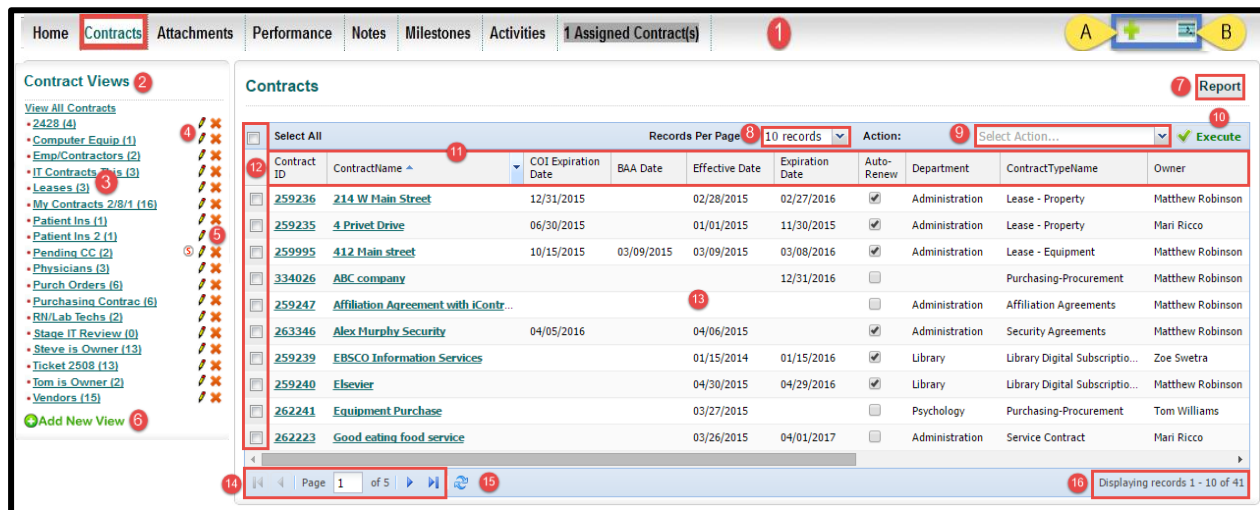 Home Contracts Attachments Performance Notes Milestones Activities 1 Assigned Contract(s) 1 A B
Contract Views 2
View All Contracts
2428 (4)
4
Computer Equip (1)
Emp/Contractors (2)
IT Contracts This (3)
3
Leases (3)
My Contracts 2/8/1 (16)
Patient Ins (1)
Patient Ins 2 (1)
5
Pending CC (2) S
Physicians (3)
Purch Orders (6)
Purchasing Contrac (6)
RN/Lab Techs (2)
Stage IT Review (0)
Steve is Owner (13)
Ticket 2508 (13)
Tom is Owner (2)
Vendors (15)
Add New View 6
Contracts 7 Report
10
Select All Records Per Page 8 10 records Action: 9 Select Action... Execute
11
12 Contract ID ContractName COI Expiration Date BAA Date Effective Date Expiration Date Auto-Renew Department ContractTypeName Owner
259236 214 W Main Street 12/31/2015 02/28/2015 02/27/2016 Administration Lease - Property Matthew Robinson
259235 4 Privet Drive 06/30/2015 01/01/2015 11/30/2015 Administration Lease - Property Mari Ricco
259995 412 Main street 10/15/2015 03/09/2015 03/09/2015 03/08/2016 Administration Lease - Equipment Matthew Robinson
334026 ABC company 12/31/2016 Purchasing-Procurement Matthew Robinson
259247 Affiliation Agreement with iContr... 13 Administration Affiliation Agreements Matthew Robinson
263346 Alex Murphy Security 04/05/2016 04/06/2015 Administration Security Agreements Matthew Robinson
259239 EBSCO Information Services 01/15/2014 01/15/2016 Library Library Digital Subscriptio... Zoe Swetra
259240 Elsevier 04/30/2015 04/29/2016 Library Library Digital Subscriptio... Matthew Robinson
262241 Equipment Purchase 03/27/2015 Psychology Purchasing-Procurement Tom Williams
262223 Good eating food service 03/26/2015 04/01/2017 Administration Service Contract Mari Ricco
14 Page 1 of 5 15 16 Displaying records 1 - 10 of 41